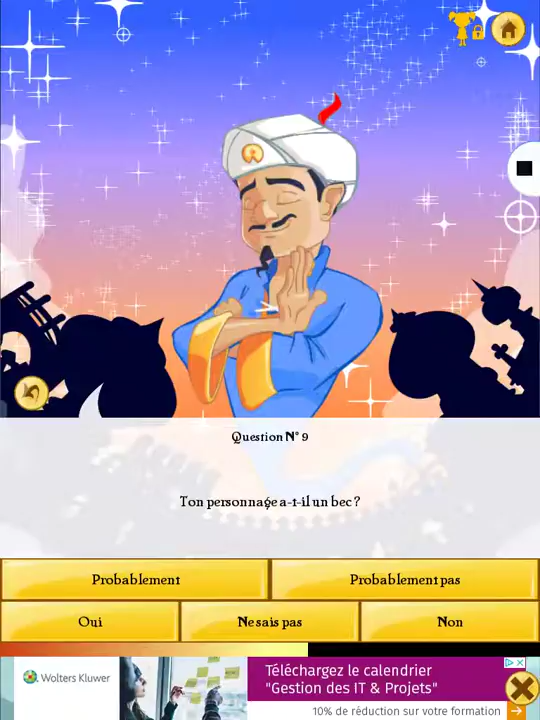 Question N° 9
Ton personnage a-t-il un bec ?
Probablement
Probablement pas
Oui
Ne sais pas
Non
Wolters Kluwer
Téléchargez le calendrier
"Gestion des IT & Projets"
10% de réduction sur votre formation